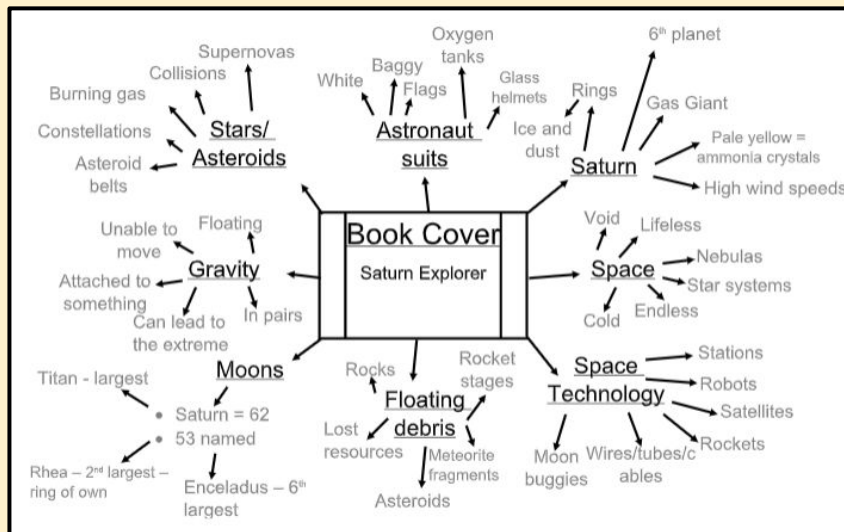 Book Cover
Saturn Explorer
Stars/
Asteroids
Supernovas
Collisions
Burning gas
Constellations
Asteroid
belts
Astronaut
suits
White
Baggy
Flags
Oxygen
tanks
Glass
helmets
Saturn
Rings
Ice and
dust
6th planet
Gas Giant
Pale yellow =
ammonia crystals
High wind speeds
Gravity
Unable to
move
Floating
Attached to
something
Can lead to
the extreme
In pairs
Space
Void
Lifeless
Nebulas
Star systems
Endless
Cold
Moons
Titan - largest
• Saturn = 62
• 53 named
Rhea – 2nd largest –
ring of own
Enceladus – 6th
largest
Floating
debris
Rocks
Rocket
stages
Lost
resources
Meteorite
fragments
Asteroids
Space
Technology
Stations
Robots
Satellites
Rockets
Wires/tubes/c
ables
Moon
buggies